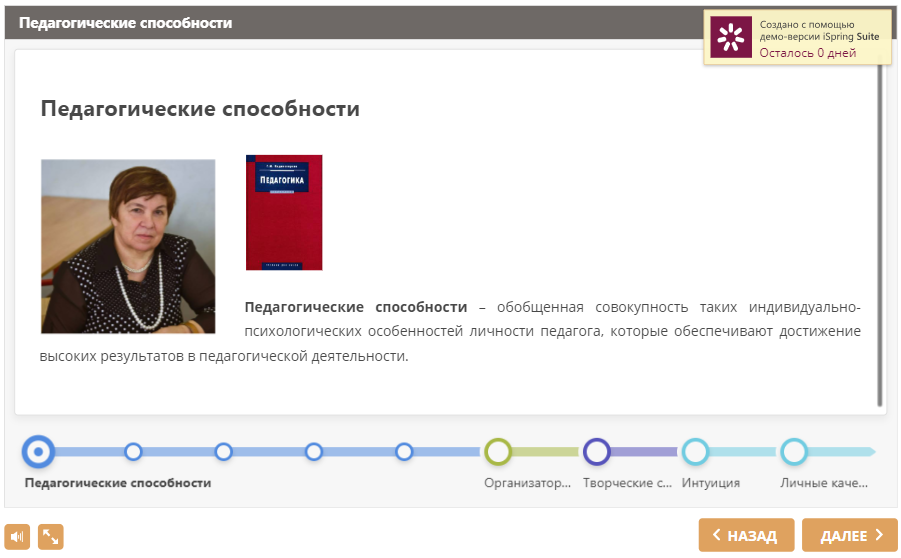 Педагогические способности
Создано с помощью
демо-версии iSpring Suite
Осталось 0 дней
Педагогические способности
ПЕДАГОГИКА
Педагогические способности – обобщенная совокупность таких индивидуально-
психологических особенностей личности педагога, которые обеспечивают достижение
высоких результатов в педагогической деятельности.
Педагогические способности
Организатор...
Творческие с...
Интуиция
Личные каче...
НАЗАД
ДАЛЕЕ